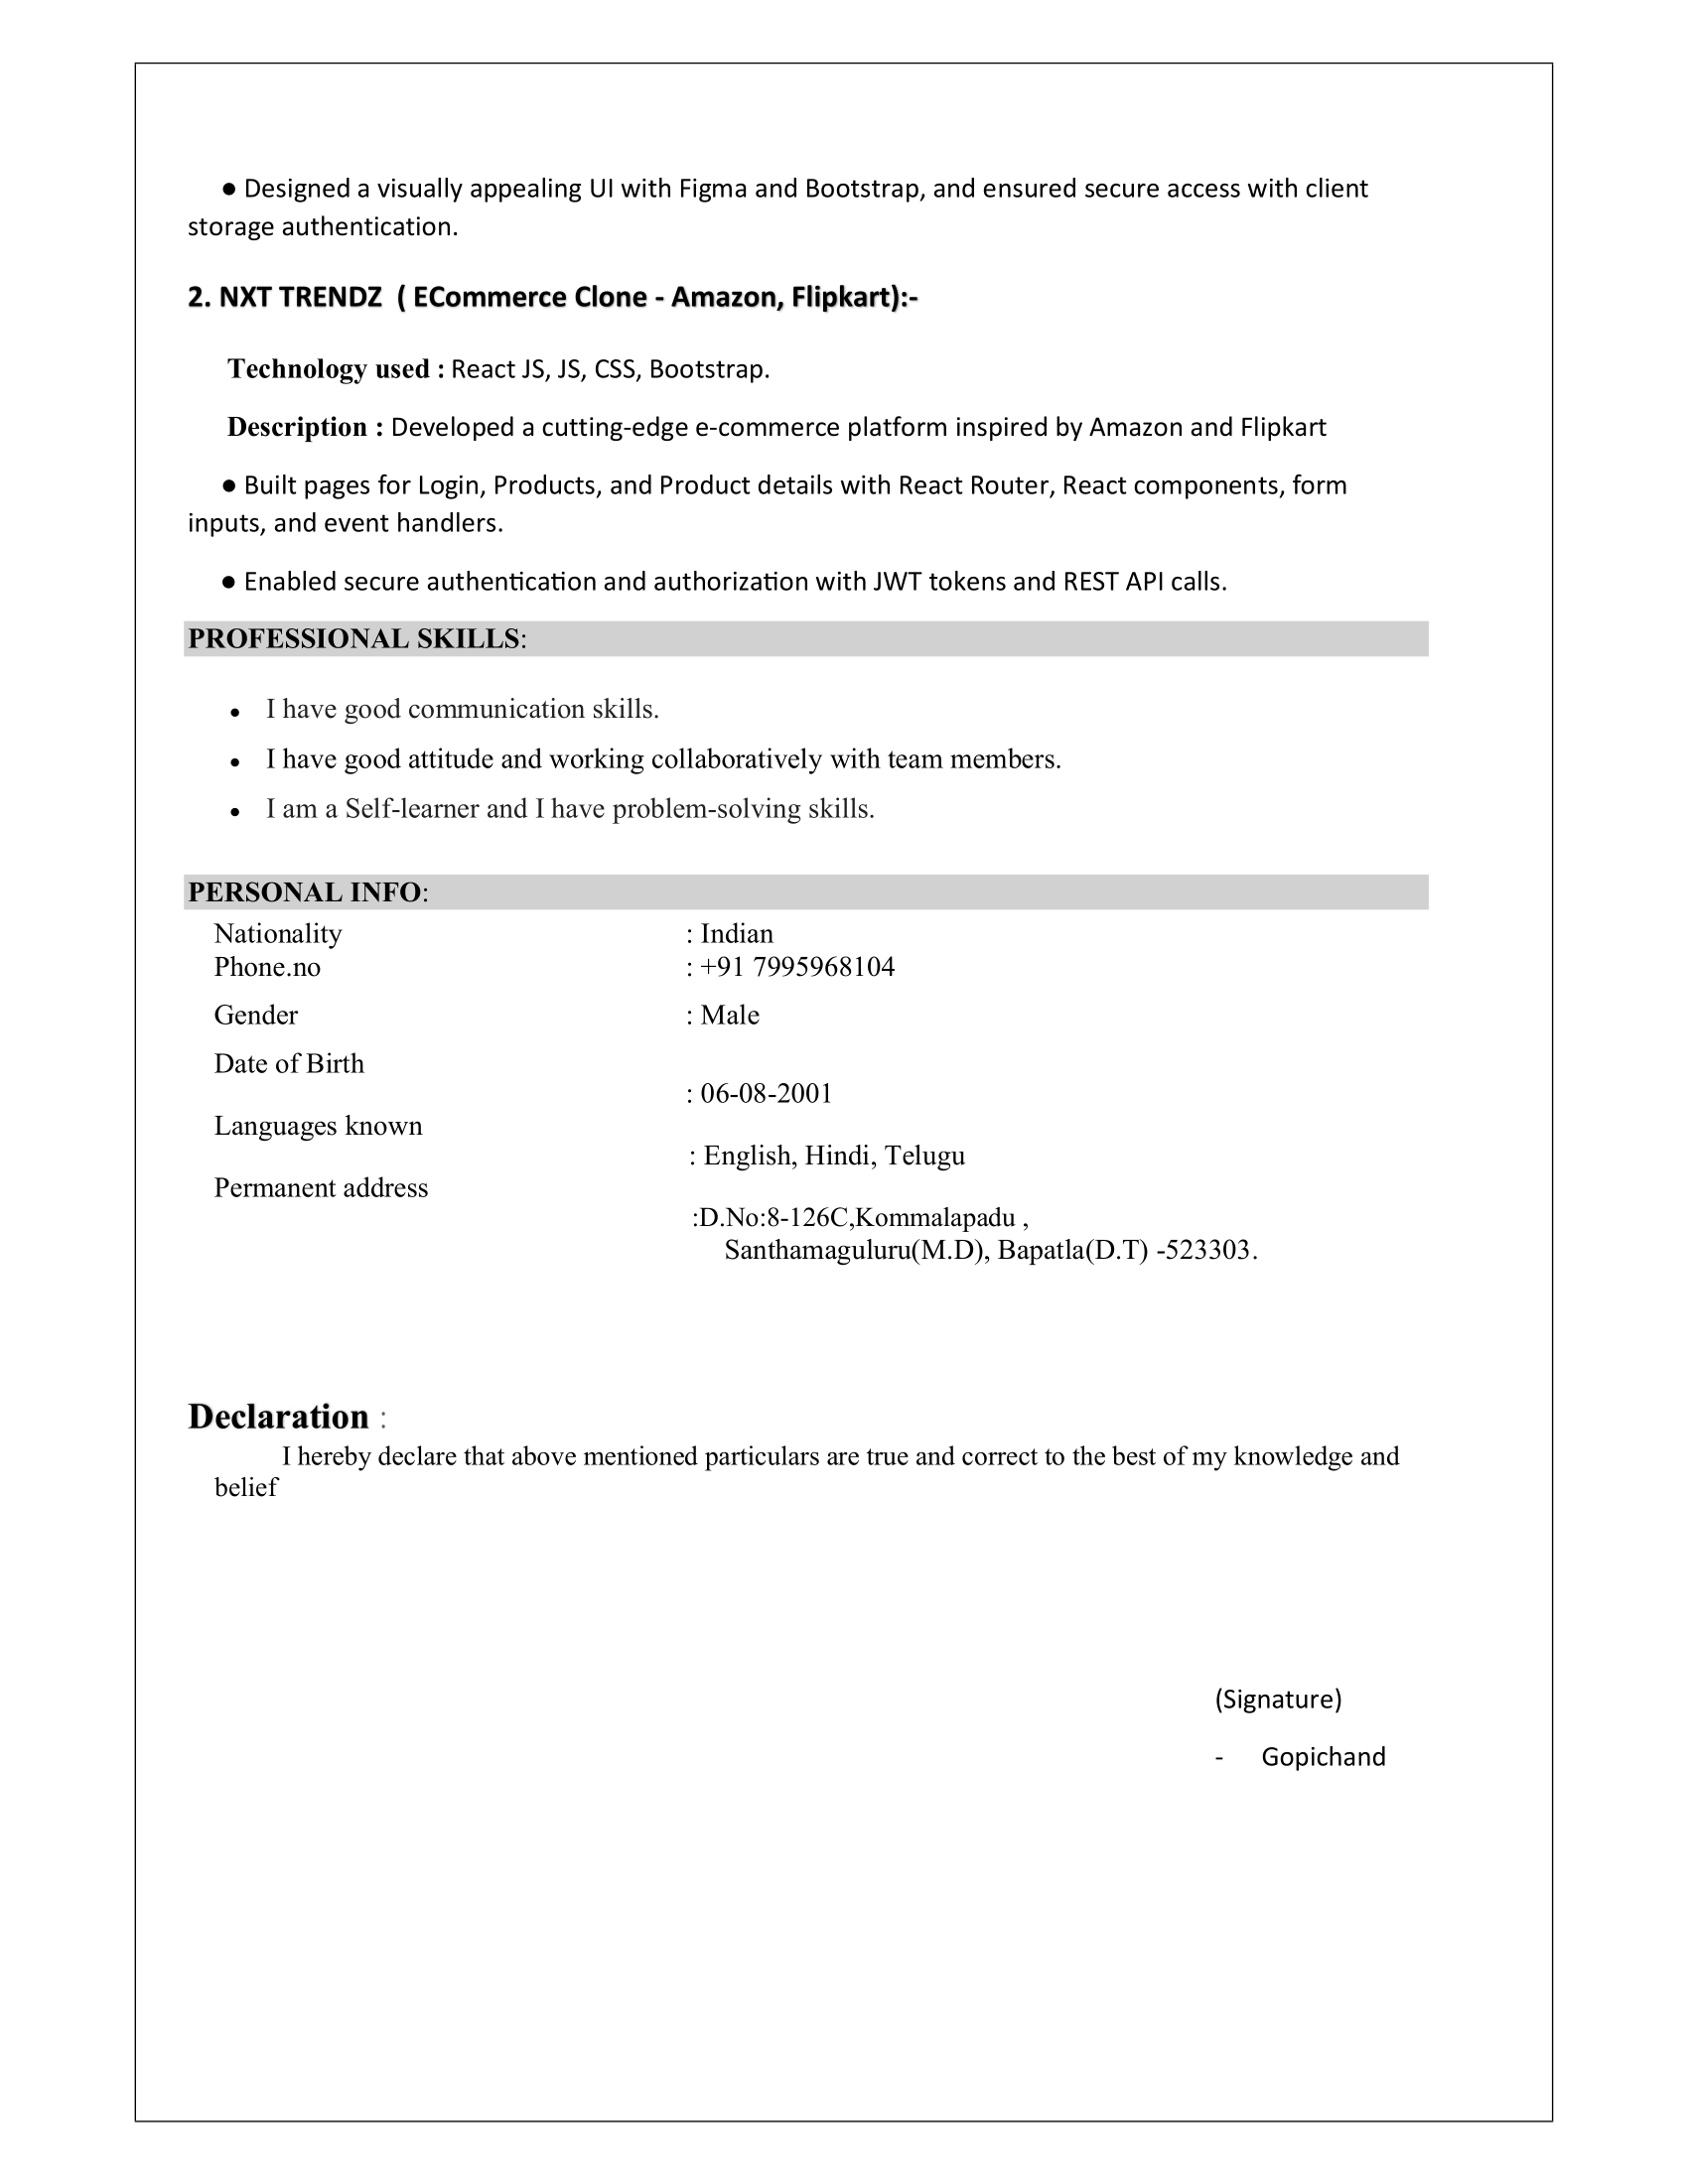 ● Designed a visually appealing UI with Figma and Bootstrap, and ensured secure access with client
storage authentication.
2. NXT TRENDZ  ( ECommerce Clone - Amazon, Flipkart):-
Technology used : React JS, JS, CSS, Bootstrap.
Description : Developed a cutting-edge e-commerce platform inspired by Amazon and Flipkart
● Built pages for Login, Products, and Product details with React Router, React components, form
inputs, and event handlers.
● Enabled secure authentication and authorization with JWT tokens and REST API calls.
PROFESSIONAL SKILLS:
• I have good communication skills.
• I have good attitude and working collaboratively with team members.
• I am a Self-learner and I have problem-solving skills.
PERSONAL INFO:
Nationality : Indian
Phone.no : +91 7995968104
Gender : Male
Date of Birth
: 06-08-2001
Languages known
: English, Hindi, Telugu
Permanent address
:D.No:8-126C,Kommalapadu ,
Santhamaguluru(M.D), Bapatla(D.T) -523303.
Declaration :
I hereby declare that above mentioned particulars are true and correct to the best of my knowledge and
belief
(Signature)
- Gopichand